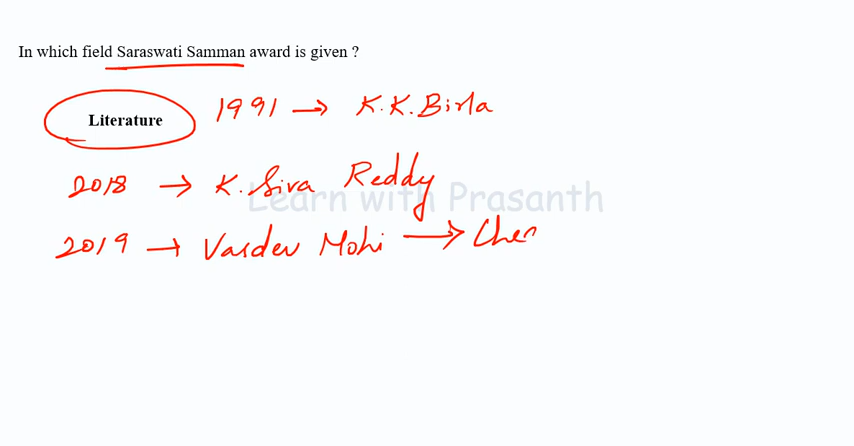 In which field Saraswati Samman award is given ?
Literature 1991 → K.K.Birla
2018 → K. Siva Reddy
Learn with Prasanth
2019 → Vasdev Mohi → Cher